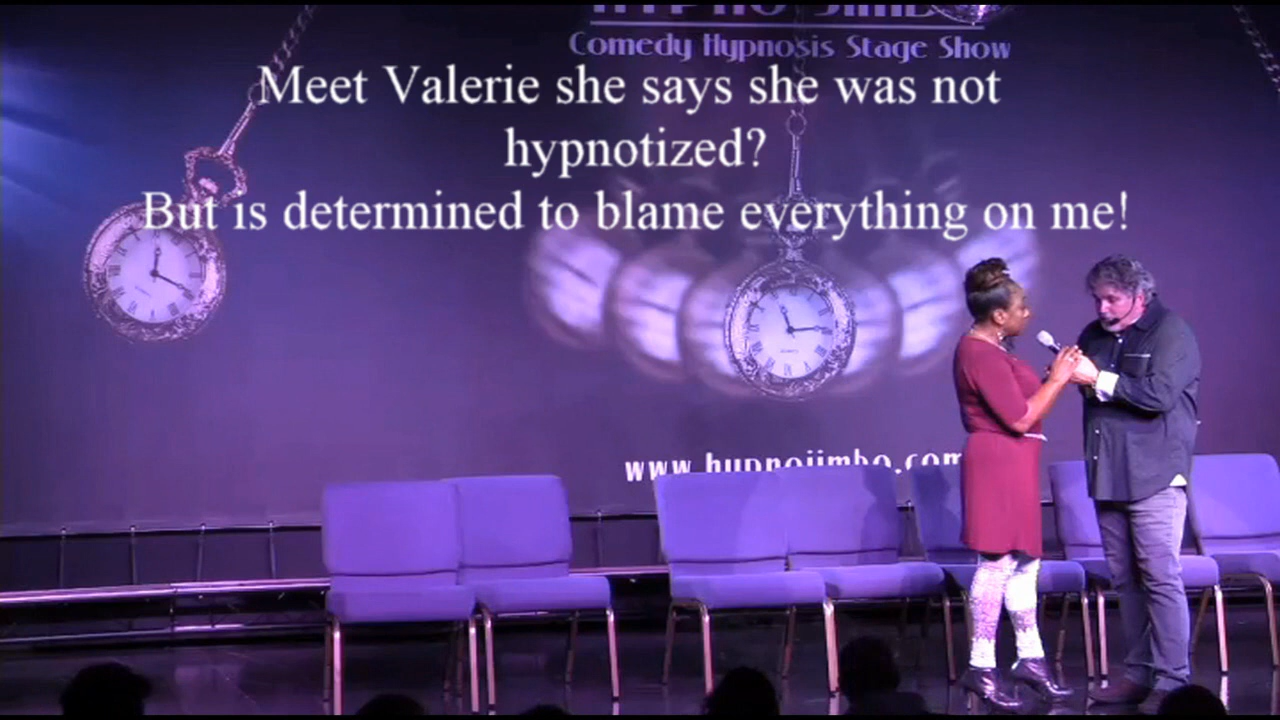 Comedy Hypnosis Stage Show
Meet Valerie she says she was not
hypnotized?
But is determined to blame everything on me!
www.hypnojimbo.com